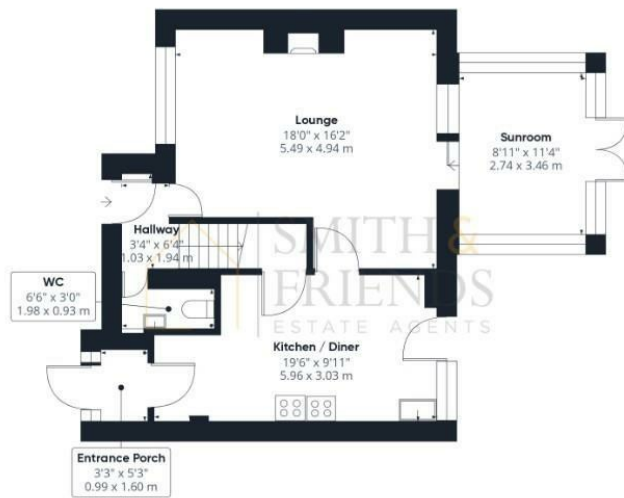 Lounge
18'0" x 16'2"
5.49 x 4.94 m
Sunroom
8'11" x 11'4"
2.74 x 3.46 m
Hallway
3'4" x 6'4"
1.03 x 1.94 m
WC
6'6" x 3'0"
1.98 x 0.93 m
SMITH &
FRIENDS
ESTATE AGENTS
Kitchen / Diner
19'6" x 9'11"
5.96 x 3.03 m
Entrance Porch
3'3" x 5'3"
0.99 x 1.60 m